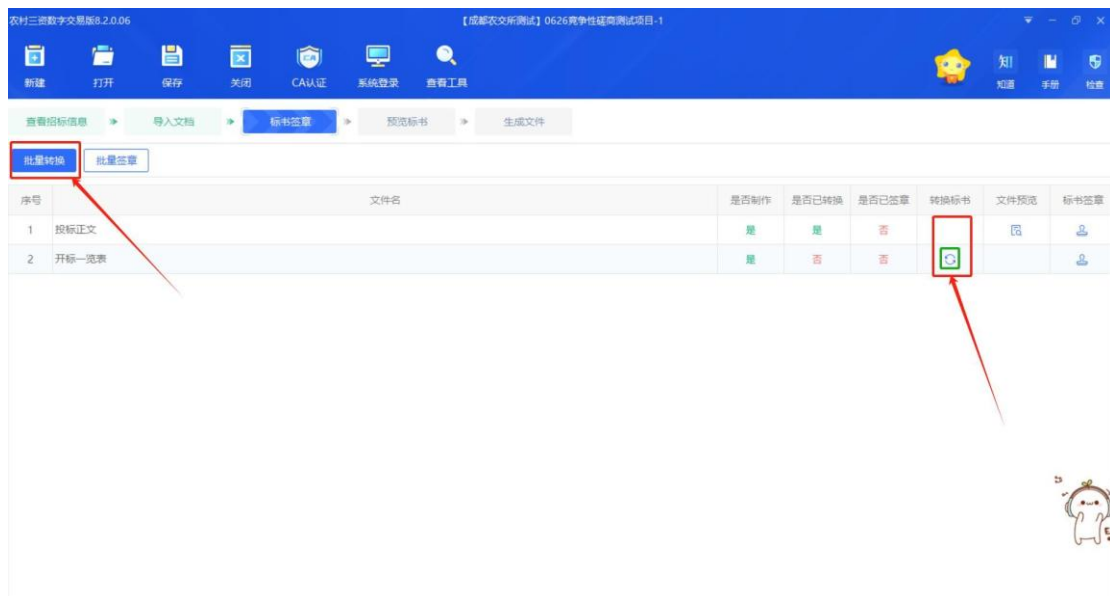 农村三资数字交易版8.2.0.06 【成都农交所测试】0626竞争性磋商测试项目-1
新建 打开 保存 关闭 CA认证 系统登录 查看工具 知道 手册 检查
查看招标信息 导入文档 标书签章 预览标书 生成文件
批量转换 批量签章
序号 文件名 是否制作 是否已转换 是否已签章 转换标书 文件预览 标书签章
1 投标正文 是 是 否
2 开标一览表 是 否 否